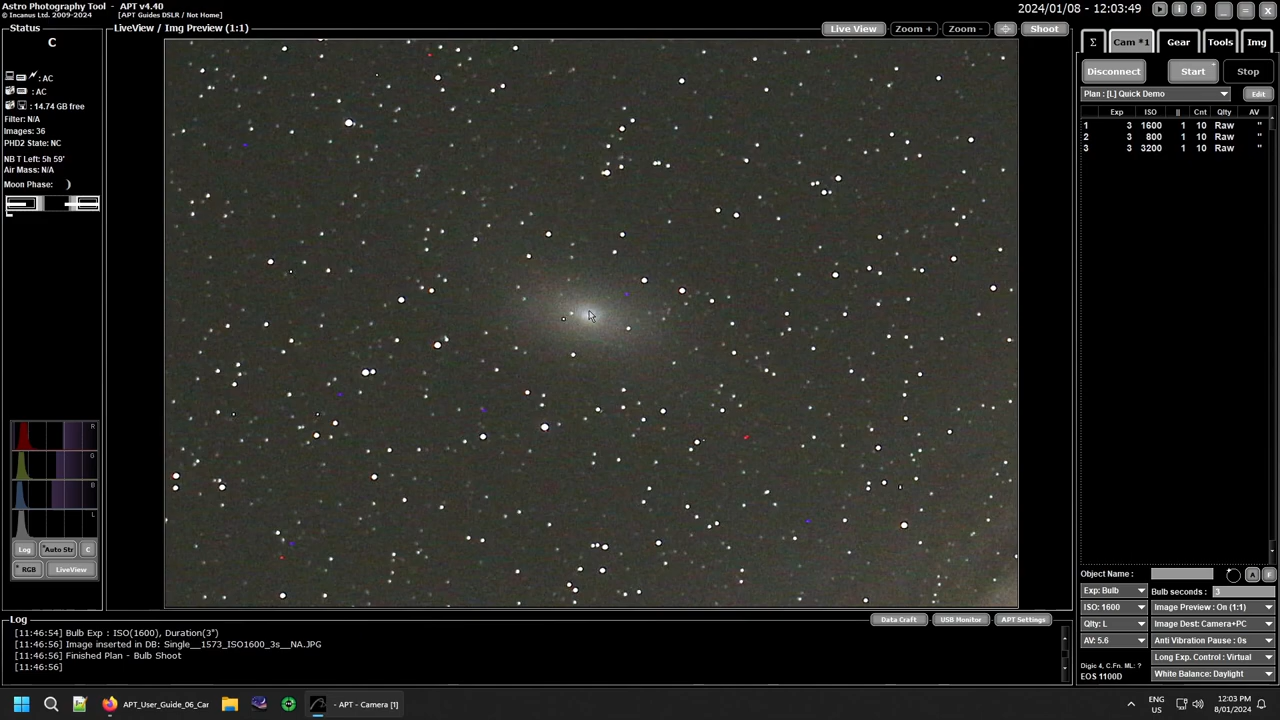 Astro Photography Tool - APT v4.40
© Incanus Ltd. 2009-2024 [APT Guides DSLR / Not Home]
2024/01/08 - 12:03:49
Status
C
: AC
: AC
: 14.74 GB free
Filter: N/A
Images: 36
PHD2 State: NC
NB T Left: 5h 59'
Air Mass: N/A
Moon Phase:
R
G
B
L
Log Auto Str C
RGB LiveView
LiveView / Img Preview (1:1)
Live View Zoom + Zoom - Shoot
Σ Cam *1 Gear Tools Img
Disconnect Start Stop
Plan : [L] Quick Demo Edit
Exp ISO || Cnt Qlty AV
1 3 1600 1 10 Raw "
2 3 800 1 10 Raw "
3 3 3200 1 10 Raw "
Object Name : A F
Exp: Bulb Bulb seconds : 3
ISO: 1600 Image Preview : On (1:1)
Qlty: L Image Dest: Camera+PC
AV: 5.6 Anti Vibration Pause : 0s
Long Exp. Control : Virtual
Digic 4, C.Fn. ML: ?
EOS 1100D White Balance: Daylight
Log
Data Craft USB Monitor APT Settings
[11:46:54] Bulb Exp : ISO(1600), Duration(3")
[11:46:56] Image inserted in DB: Single__1573_ISO1600_3s__NA.JPG
[11:46:56] Finished Plan - Bulb Shoot
[11:46:56]
APT_User_Guide_06_Car
- APT - Camera [1]
ENG
US
12:03 PM
8/01/2024